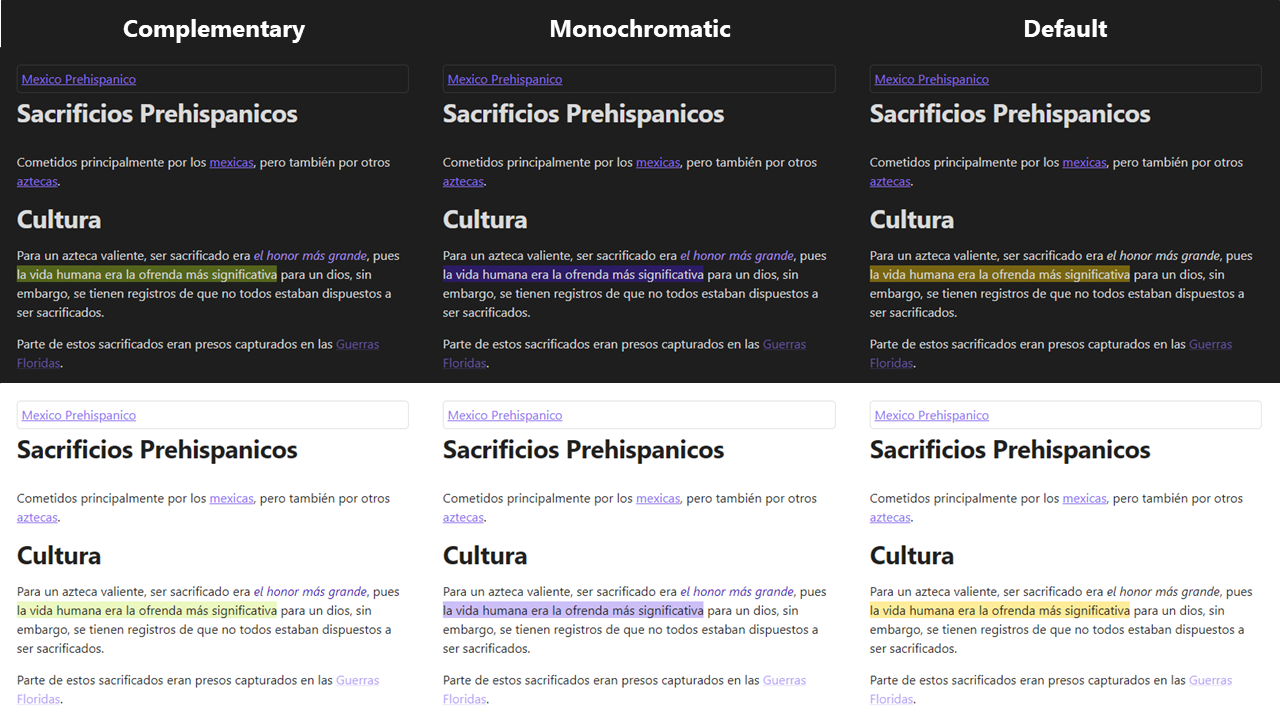 Complementary
Mexico Prehispanico
Sacrificios Prehispanicos
Cometidos principalmente por los mexicas, pero también por otros
aztecas.
Cultura
Para un azteca valiente, ser sacrificado era el honor más grande, pues
la vida humana era la ofrenda más significativa para un dios, sin
embargo, se tienen registros de que no todos estaban dispuestos a
ser sacrificados.
Parte de estos sacrificados eran presos capturados en las Guerras
Floridas.
Monochromatic
Mexico Prehispanico
Sacrificios Prehispanicos
Cometidos principalmente por los mexicas, pero también por otros
aztecas.
Cultura
Para un azteca valiente, ser sacrificado era el honor más grande, pues
la vida humana era la ofrenda más significativa para un dios, sin
embargo, se tienen registros de que no todos estaban dispuestos a
ser sacrificados.
Parte de estos sacrificados eran presos capturados en las Guerras
Floridas.
Default
Mexico Prehispanico
Sacrificios Prehispanicos
Cometidos principalmente por los mexicas, pero también por otros
aztecas.
Cultura
Para un azteca valiente, ser sacrificado era el honor más grande, pues
la vida humana era la ofrenda más significativa para un dios, sin
embargo, se tienen registros de que no todos estaban dispuestos a
ser sacrificados.
Parte de estos sacrificados eran presos capturados en las Guerras
Floridas.
Mexico Prehispanico
Sacrificios Prehispanicos
Cometidos principalmente por los mexicas, pero también por otros
aztecas.
Cultura
Para un azteca valiente, ser sacrificado era el honor más grande, pues
la vida humana era la ofrenda más significativa para un dios, sin
embargo, se tienen registros de que no todos estaban dispuestos a
ser sacrificados.
Parte de estos sacrificados eran presos capturados en las Guerras
Floridas.
Mexico Prehispanico
Sacrificios Prehispanicos
Cometidos principalmente por los mexicas, pero también por otros
aztecas.
Cultura
Para un azteca valiente, ser sacrificado era el honor más grande, pues
la vida humana era la ofrenda más significativa para un dios, sin
embargo, se tienen registros de que no todos estaban dispuestos a
ser sacrificados.
Parte de estos sacrificados eran presos capturados en las Guerras
Floridas.
Mexico Prehispanico
Sacrificios Prehispanicos
Cometidos principalmente por los mexicas, pero también por otros
aztecas.
Cultura
Para un azteca valiente, ser sacrificado era el honor más grande, pues
la vida humana era la ofrenda más significativa para un dios, sin
embargo, se tienen registros de que no todos estaban dispuestos a
ser sacrificados.
Parte de estos sacrificados eran presos capturados en las Guerras
Floridas.